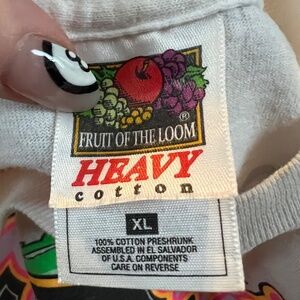 ®
FRUIT OF THE LOOM
HEAVY
cotton
XL
100% COTTON PRESHRUNK
ASSEMBLED IN EL SALVADOR
OF U.S.A. COMPONENTS
CARE ON REVERSE